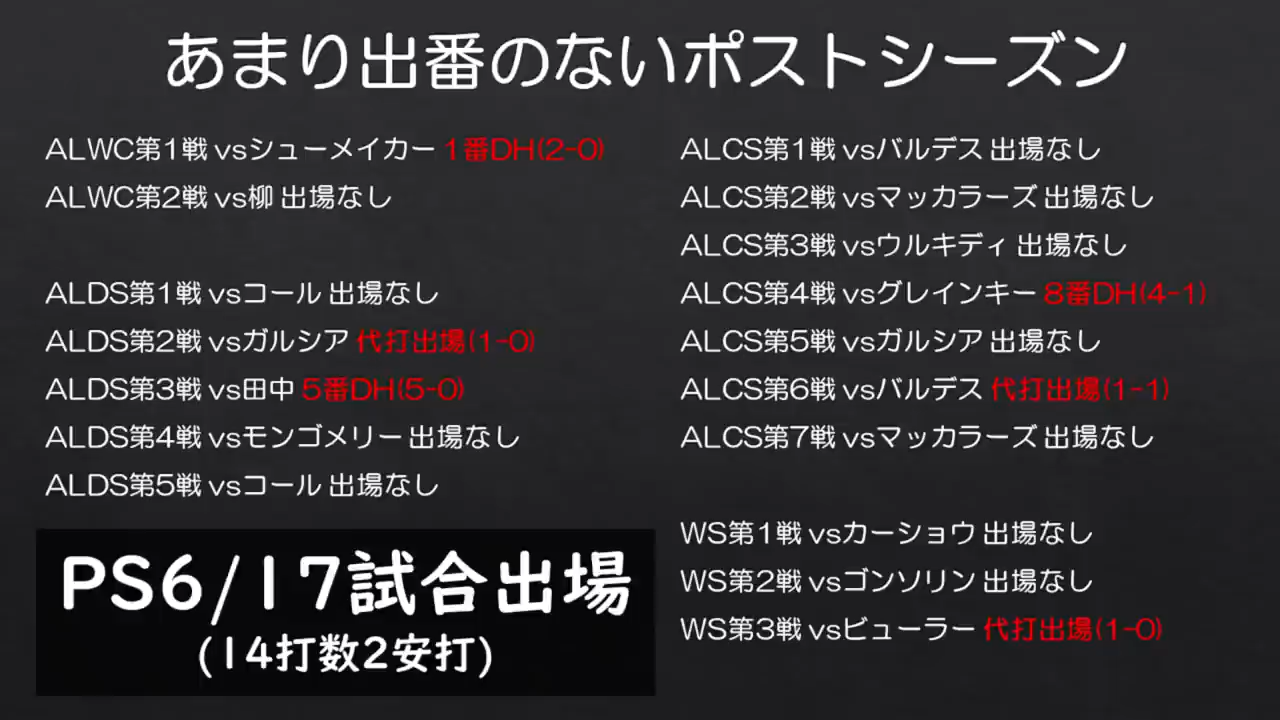 あまり出番のないポストシーズン
ALWC第1戦 vsシューメイカー 1番DH(2-0)
ALWC第2戦 vs柳 出場なし
ALDS第1戦 vsコール 出場なし
ALDS第2戦 vsガルシア 代打出場(1-0)
ALDS第3戦 vs田中 5番DH(5-0)
ALDS第4戦 vsモンゴメリー 出場なし
ALDS第5戦 vsコール 出場なし
PS6/17試合出場
(14打数2安打)
ALCS第1戦 vsバルデス 出場なし
ALCS第2戦 vsマッカラーズ 出場なし
ALCS第3戦 vsウルキディ 出場なし
ALCS第4戦 vsグレインキー 8番DH(4-1)
ALCS第5戦 vsガルシア 出場なし
ALCS第6戦 vsバルデス 代打出場(1-1)
ALCS第7戦 vsマッカラーズ 出場なし
WS第1戦 vsカーショウ 出場なし
WS第2戦 vsゴンソリン 出場なし
WS第3戦 vsビューラー 代打出場(1-0)